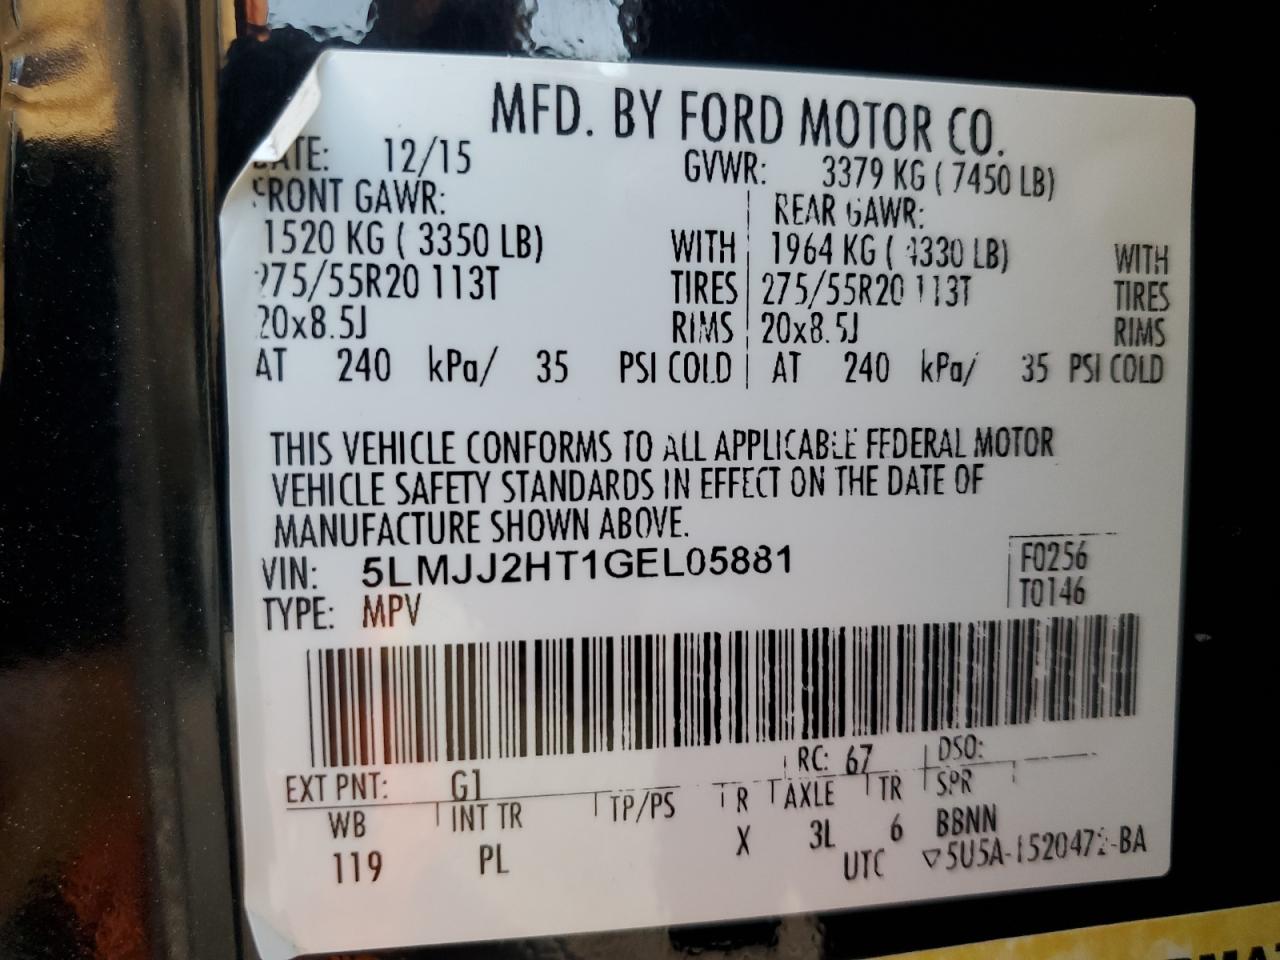 MFD. BY FORD MOTOR CO.
DATE: 12/15 GVWR: 3379 KG ( 7450 LB)
FRONT GAWR: REAR GAWR:
1520 KG ( 3350 LB) WITH 1964 KG ( 4330 LB) WITH
275/55R20 113T TIRES 275/55R20 113T TIRES
20x8.5J RIMS 20x8.5J RIMS
AT 240 kPa/ 35 PSI COLD AT 240 kPa/ 35 PSI COLD
THIS VEHICLE CONFORMS TO ALL APPLICABLE FEDERAL MOTOR
VEHICLE SAFETY STANDARDS IN EFFECT ON THE DATE OF
MANUFACTURE SHOWN ABOVE.
VIN: 5LMJJ2HT1GEL05881 F0256
TYPE: MPV T0146
RC: 67 DSO:
EXT PNT: G1
WB INT TR TP/PS R AXLE TR SPR
119 PL X 3L 6 BBNN
UTC ▽5U5A-1520472-BA